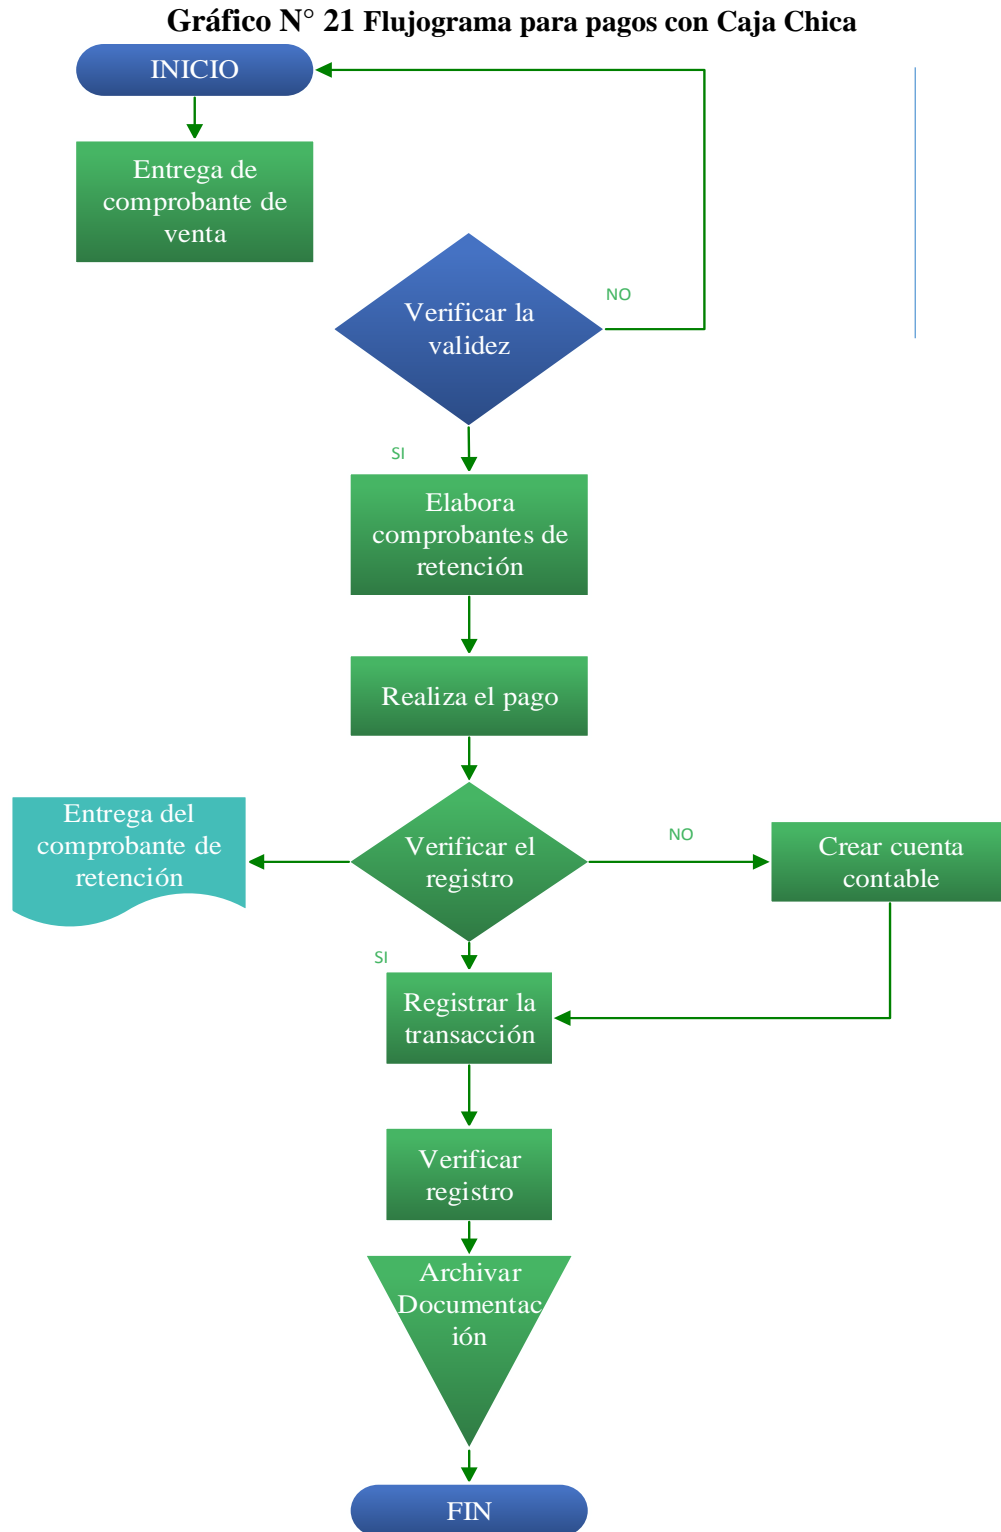 Gráfico N° 21 Flujograma para pagos con Caja Chica
INICIO
Entrega de
comprobante de
venta
Verificar la
validez
NO
SI
Elabora
comprobantes de
retención
Realiza el pago
Entrega del
comprobante de
retención
Verificar el
registro
NO
Crear cuenta
contable
SI
Registrar la
transacción
Verificar
registro
Archivar
Documentac
ión
FIN